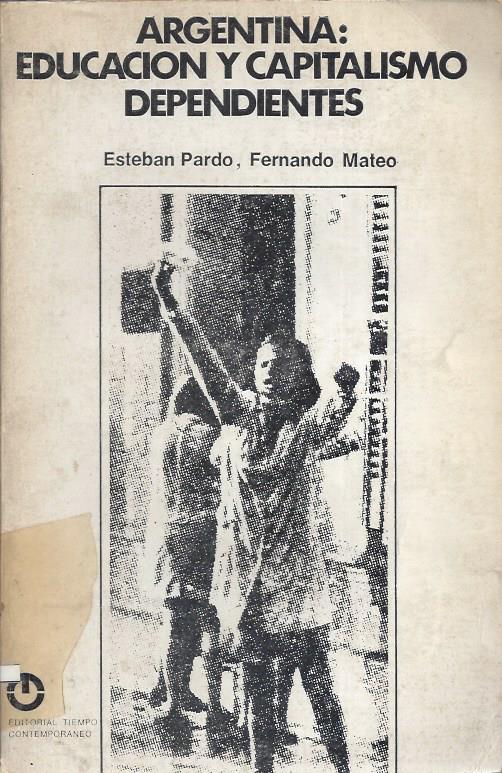 ARGENTINA:
EDUCACION Y CAPITALISMO
DEPENDIENTES
Esteban Pardo, Fernando Mateo
EDITORIAL TIEMPO
CONTEMPORANEO